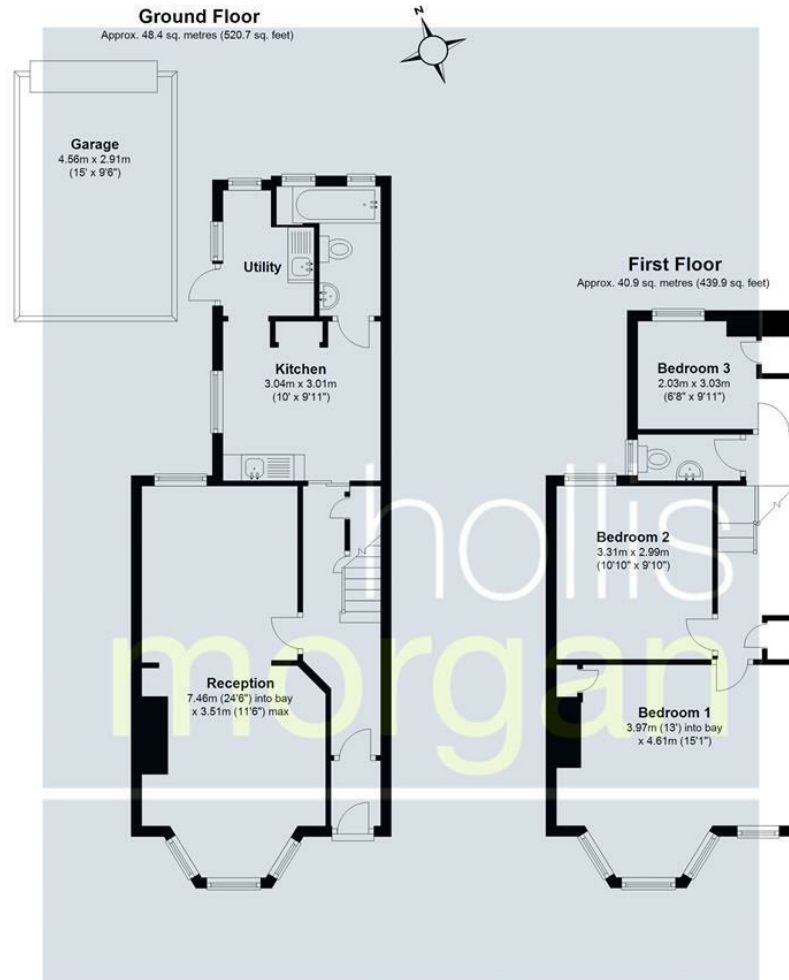 Ground Floor
Approx. 48.4 sq. metres (520.7 sq. feet)
N
Garage
4.56m x 2.91m
(15' x 9'6")
Utility
Kitchen
3.04m x 3.01m
(10' x 9'11")
Reception
7.46m (24'6") into bay
x 3.51m (11'6") max
First Floor
Approx. 40.9 sq. metres (439.9 sq. feet)
Bedroom 3
2.03m x 3.03m
(6'8" x 9'11")
Bedroom 2
3.31m x 2.99m
(10'10" x 9'10")
Bedroom 1
3.97m (13') into bay
x 4.61m (15'1")
hollis
morgan